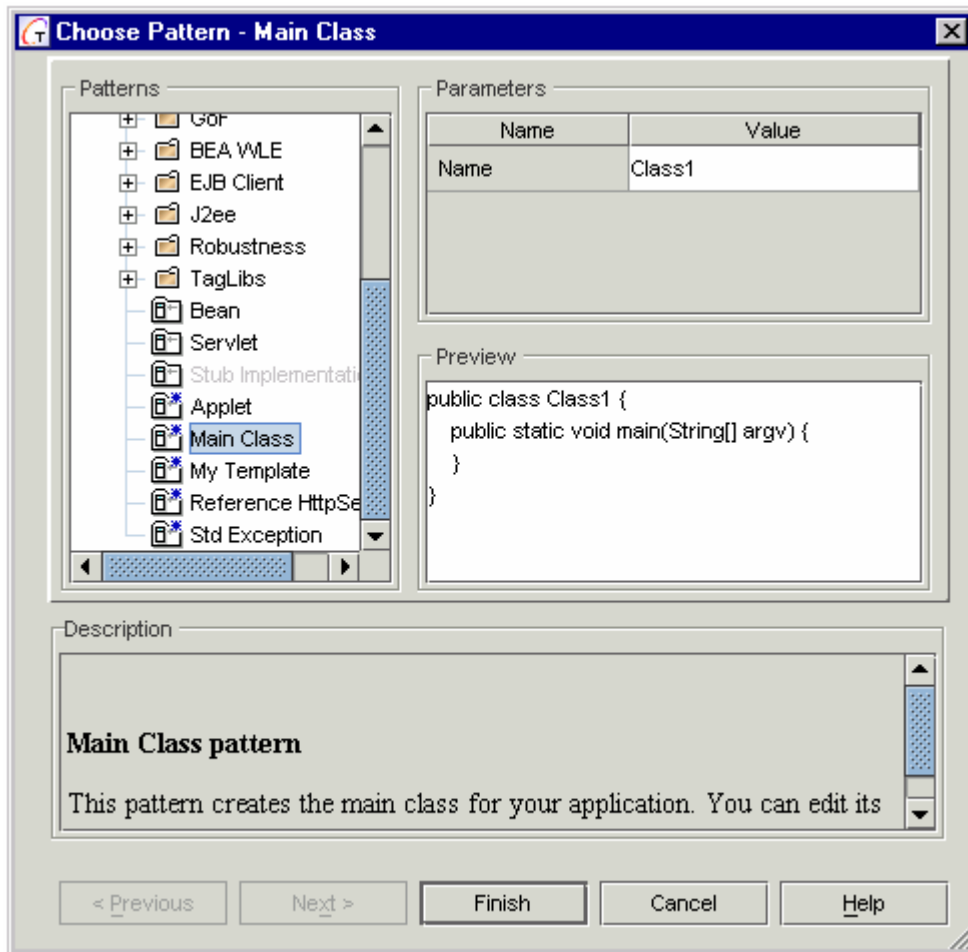 Choose Pattern - Main Class
Patterns
GoF
BEA WLE
EJB Client
J2ee
Robustness
TagLibs
Bean
Servlet
Stub Implementati
Applet
Main Class
My Template
Reference HttpSe
Std Exception
Parameters
Name Value
Name Class1
Preview
public class Class1 {
public static void main(String[] argv) {
}
}
Description
Main Class pattern
This pattern creates the main class for your application. You can edit its
< Previous Next > Finish Cancel Help